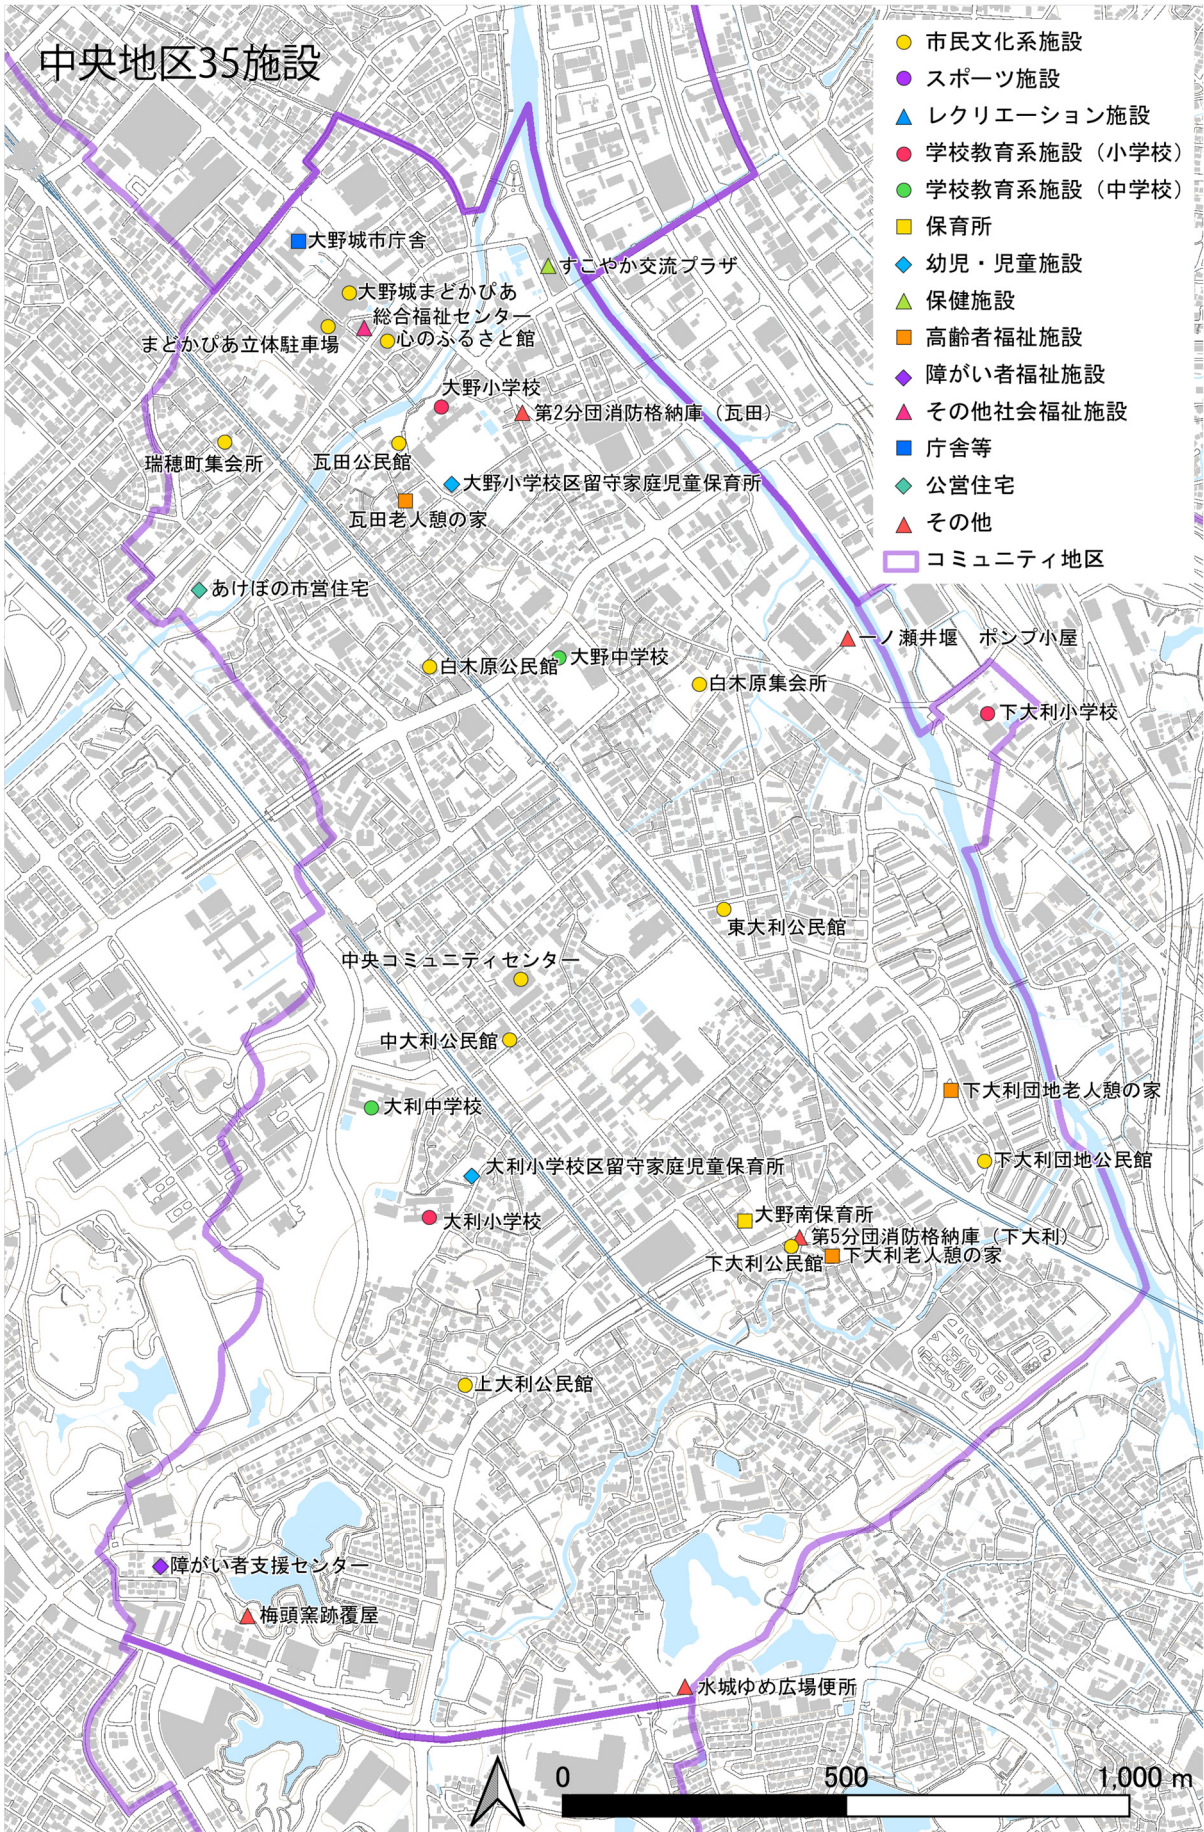 中央地区35施設
市民文化系施設
スポーツ施設
レクリエーション施設
学校教育系施設（小学校）
学校教育系施設（中学校）
保育所
幼児・児童施設
保健施設
高齢者福祉施設
障がい者福祉施設
その他社会福祉施設
庁舎等
公営住宅
その他
コミュニティ地区
大野城市庁舎
すこやか交流プラザ
大野城まどかぴあ
総合福祉センター
心のふるさと館
まどかぴあ立体駐車場
大野小学校
第2分団消防格納庫（瓦田）
瑞穂町集会所
瓦田公民館
大野小学校区留守家庭児童保育所
瓦田老人憩の家
あけぼの市営住宅
一ノ瀬井堰　ポンプ小屋
白木原公民館
大野中学校
白木原集会所
下大利小学校
東大利公民館
中央コミュニティセンター
中大利公民館
下大利団地老人憩の家
大利中学校
下大利団地公民館
大利小学校区留守家庭児童保育所
大野南保育所
大利小学校
第5分団消防格納庫（下大利）
下大利公民館
下大利老人憩の家
上大利公民館
障がい者支援センター
梅頭窯跡覆屋
水城ゆめ広場便所
0
500
1,000 m